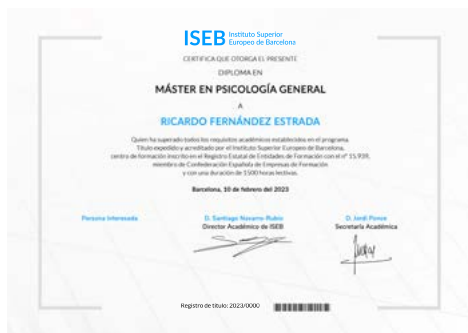 ISEB Instituto Superior
Europeo de Barcelona
CERTIFICA QUE OTORGA EL PRESENTE
DIPLOMA EN
MÁSTER EN PSICOLOGÍA GENERAL
A
RICARDO FERNÁNDEZ ESTRADA
Quien ha superado todos los requisitos académicos establecidos en el programa.
Título expedido y acreditado por el Instituto Superior Europeo de Barcelona,
centro de formación inscrito en el Registro Estatal de Entidades de Formación con el nº 15.939,
miembro de Confederación Española de Empresas de Formación
y con una duración de 1500 horas lectivas.
Barcelona, 10 de febrero del 2023
Persona Interesada
D. Santiago Navarro Rubio
Director Académico de ISEB
D. Jordi Ponce
Secretaría Académica
Registro de título: 2023/0000